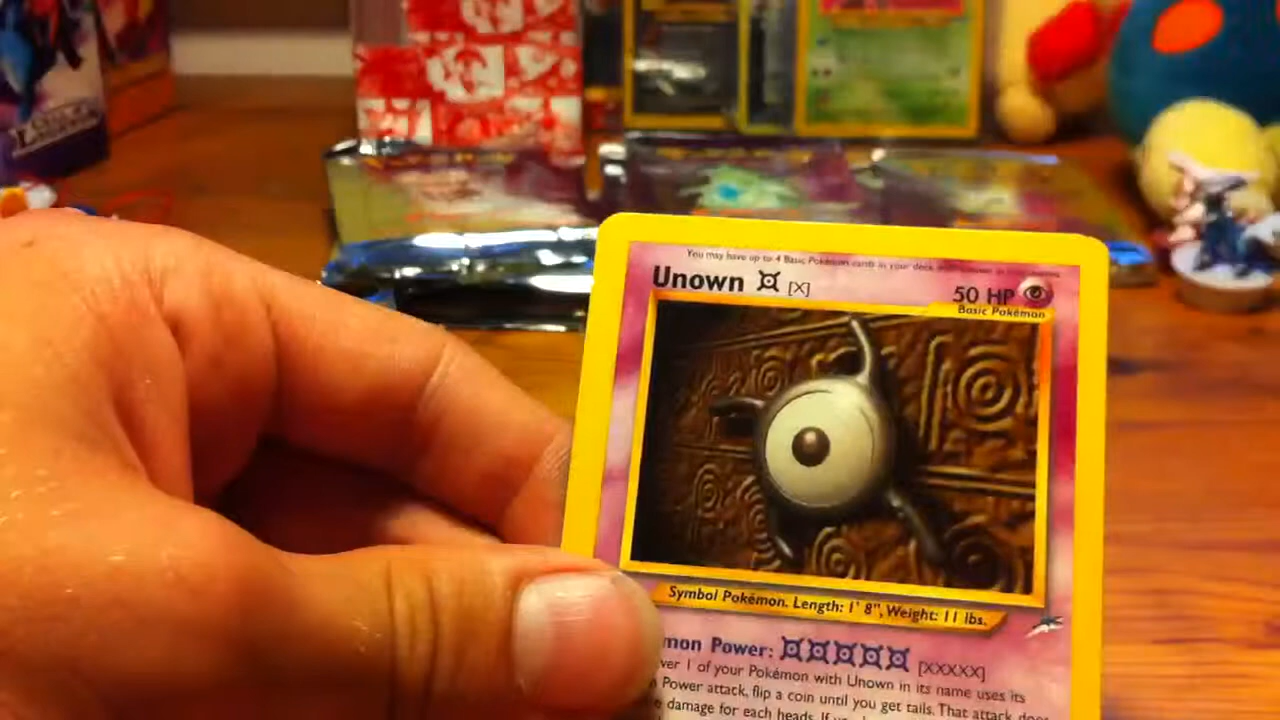 You may have up to 4 Basic Pokémon cards in your deck with
Unown [X]
50 HP
Basic Pokémon
Symbol Pokémon. Length: 1' 8", Weight: 11 lbs.
mon Power: [XXXXX]
ver 1 of your Pokémon with Unown in its name uses its
Power attack, flip a coin until you get tails. That attack does
damage for each heads. If